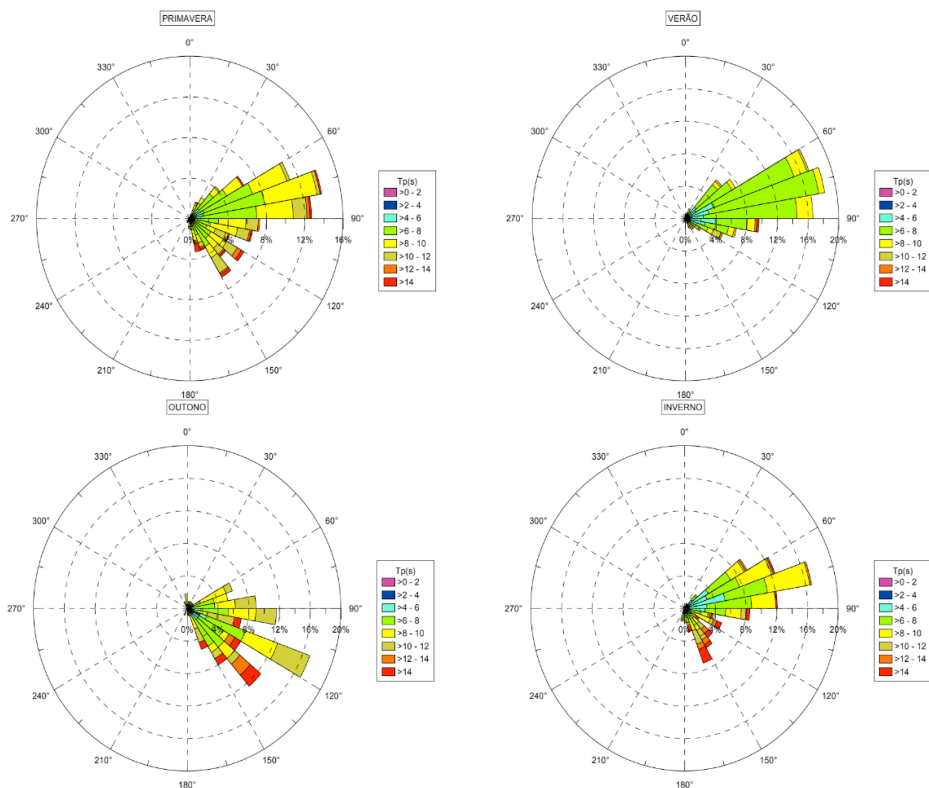 PRIMAVERA
0°
330° 30°
300° 60°
270° 90°
0% 4% 8% 12% 16%
240° 120°
210° 150°
180°
Tp(s)
>0 - 2
>2 - 4
>4 - 6
>6 - 8
>8 - 10
>10 - 12
>12 - 14
>14
VERÃO
0°
330° 30°
300° 60°
270° 90°
0% 4% 8% 12% 16% 20%
240° 120°
210° 150°
180°
Tp(s)
>0 - 2
>2 - 4
>4 - 6
>6 - 8
>8 - 10
>10 - 12
>12 - 14
>14
OUTONO
0°
330° 30°
300° 60°
270° 90°
0% 4% 8% 12% 16% 20%
240° 120°
210° 150°
180°
Tp(s)
>0 - 2
>2 - 4
>4 - 6
>6 - 8
>8 - 10
>10 - 12
>12 - 14
>14
INVERNO
0°
330° 30°
300° 60°
270° 90°
0% 4% 8% 12% 16% 20%
240° 120°
210° 150°
180°
Tp(s)
>0 - 2
>2 - 4
>4 - 6
>6 - 8
>8 - 10
>10 - 12
>12 - 14
>14